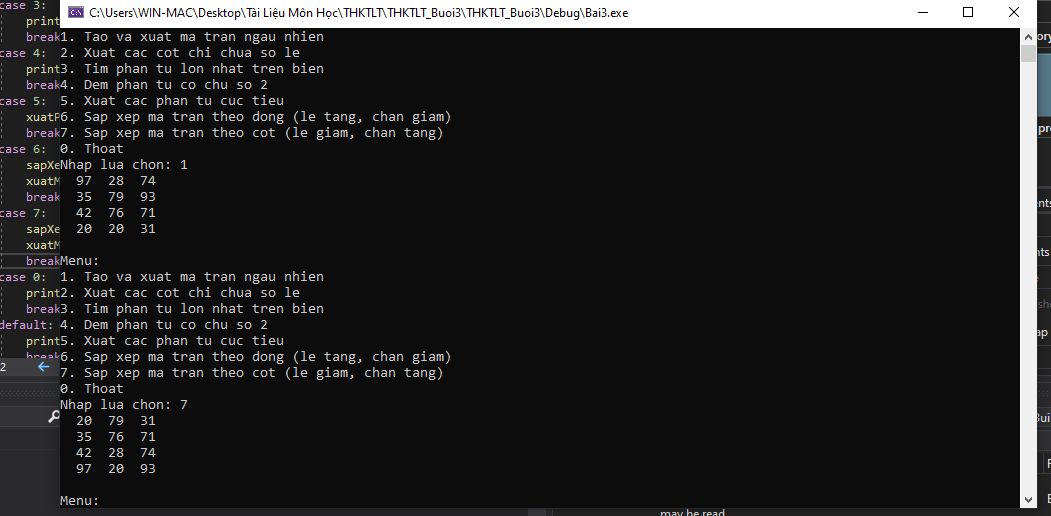 C:\Users\WIN-MAC\Desktop\Tài Liệu Môn Học\THKTLT\THKTLT_Buoi3\THKTLT_Buoi3\Debug\Bai3.exe
case 3:
print
break
case 4:
print
break
case 5:
xuatP
break
case 6:
sapXe
xuatM
break
case 7:
sapXe
xuatM
break
case 0:
print
break
default:
print
break
2
1. Tao va xuat ma tran ngau nhien
2. Xuat cac cot chi chua so le
3. Tim phan tu lon nhat tren bien
4. Dem phan tu co chu so 2
5. Xuat cac phan tu cuc tieu
6. Sap xep ma tran theo dong (le tang, chan giam)
7. Sap xep ma tran theo cot (le giam, chan tang)
0. Thoat
Nhap lua chon: 1
97 28 74
35 79 93
42 76 71
20 20 31
Menu:
1. Tao va xuat ma tran ngau nhien
2. Xuat cac cot chi chua so le
3. Tim phan tu lon nhat tren bien
4. Dem phan tu co chu so 2
5. Xuat cac phan tu cuc tieu
6. Sap xep ma tran theo dong (le tang, chan giam)
7. Sap xep ma tran theo cot (le giam, chan tang)
0. Thoat
Nhap lua chon: 7
20 79 31
35 76 71
42 28 74
97 20 93
Menu: